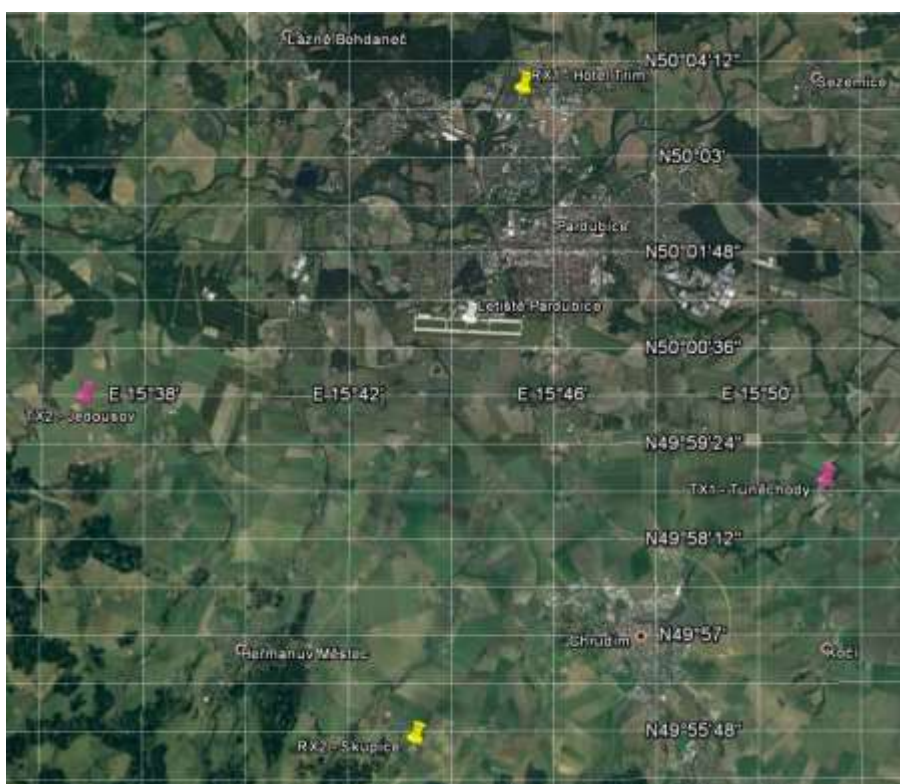 Lázně Bohdaneč
RX1 - Hotel Trim
N50°04'12"
Sezemice
N50°03'
Pardubice
N50°01'48"
Letiště Pardubice
N50°00'36"
E 15°38'
E 15°42'
E 15°46'
E 15°50'
TX2 - Jedousov
N49°59'24"
TX1 - Tuněchody
N49°58'12"
Chrudim
N49°57'
Heřmanův Městec
Kočí
N49°55'48"
RX2 - Skupice